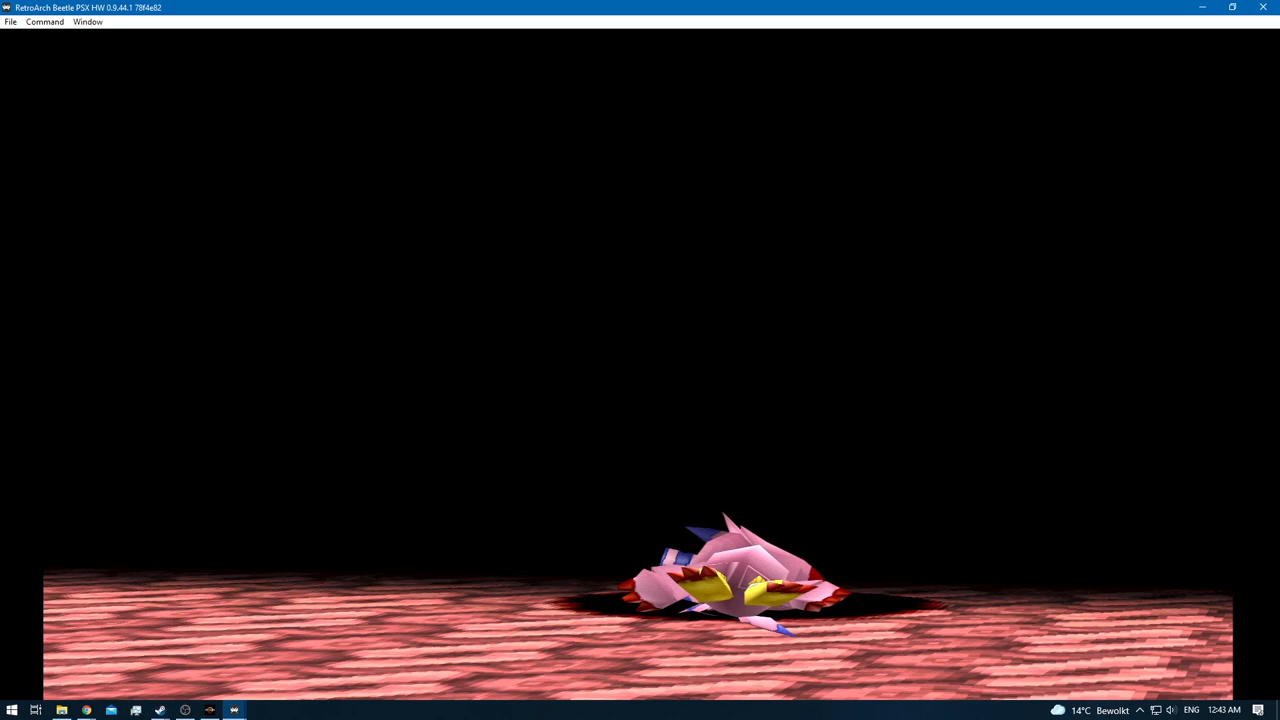 RetroArch Beetle PSX HW 0.9.44.1 78f4e82
File Command Window
14°C Bewolkt ENG 12:43 AM